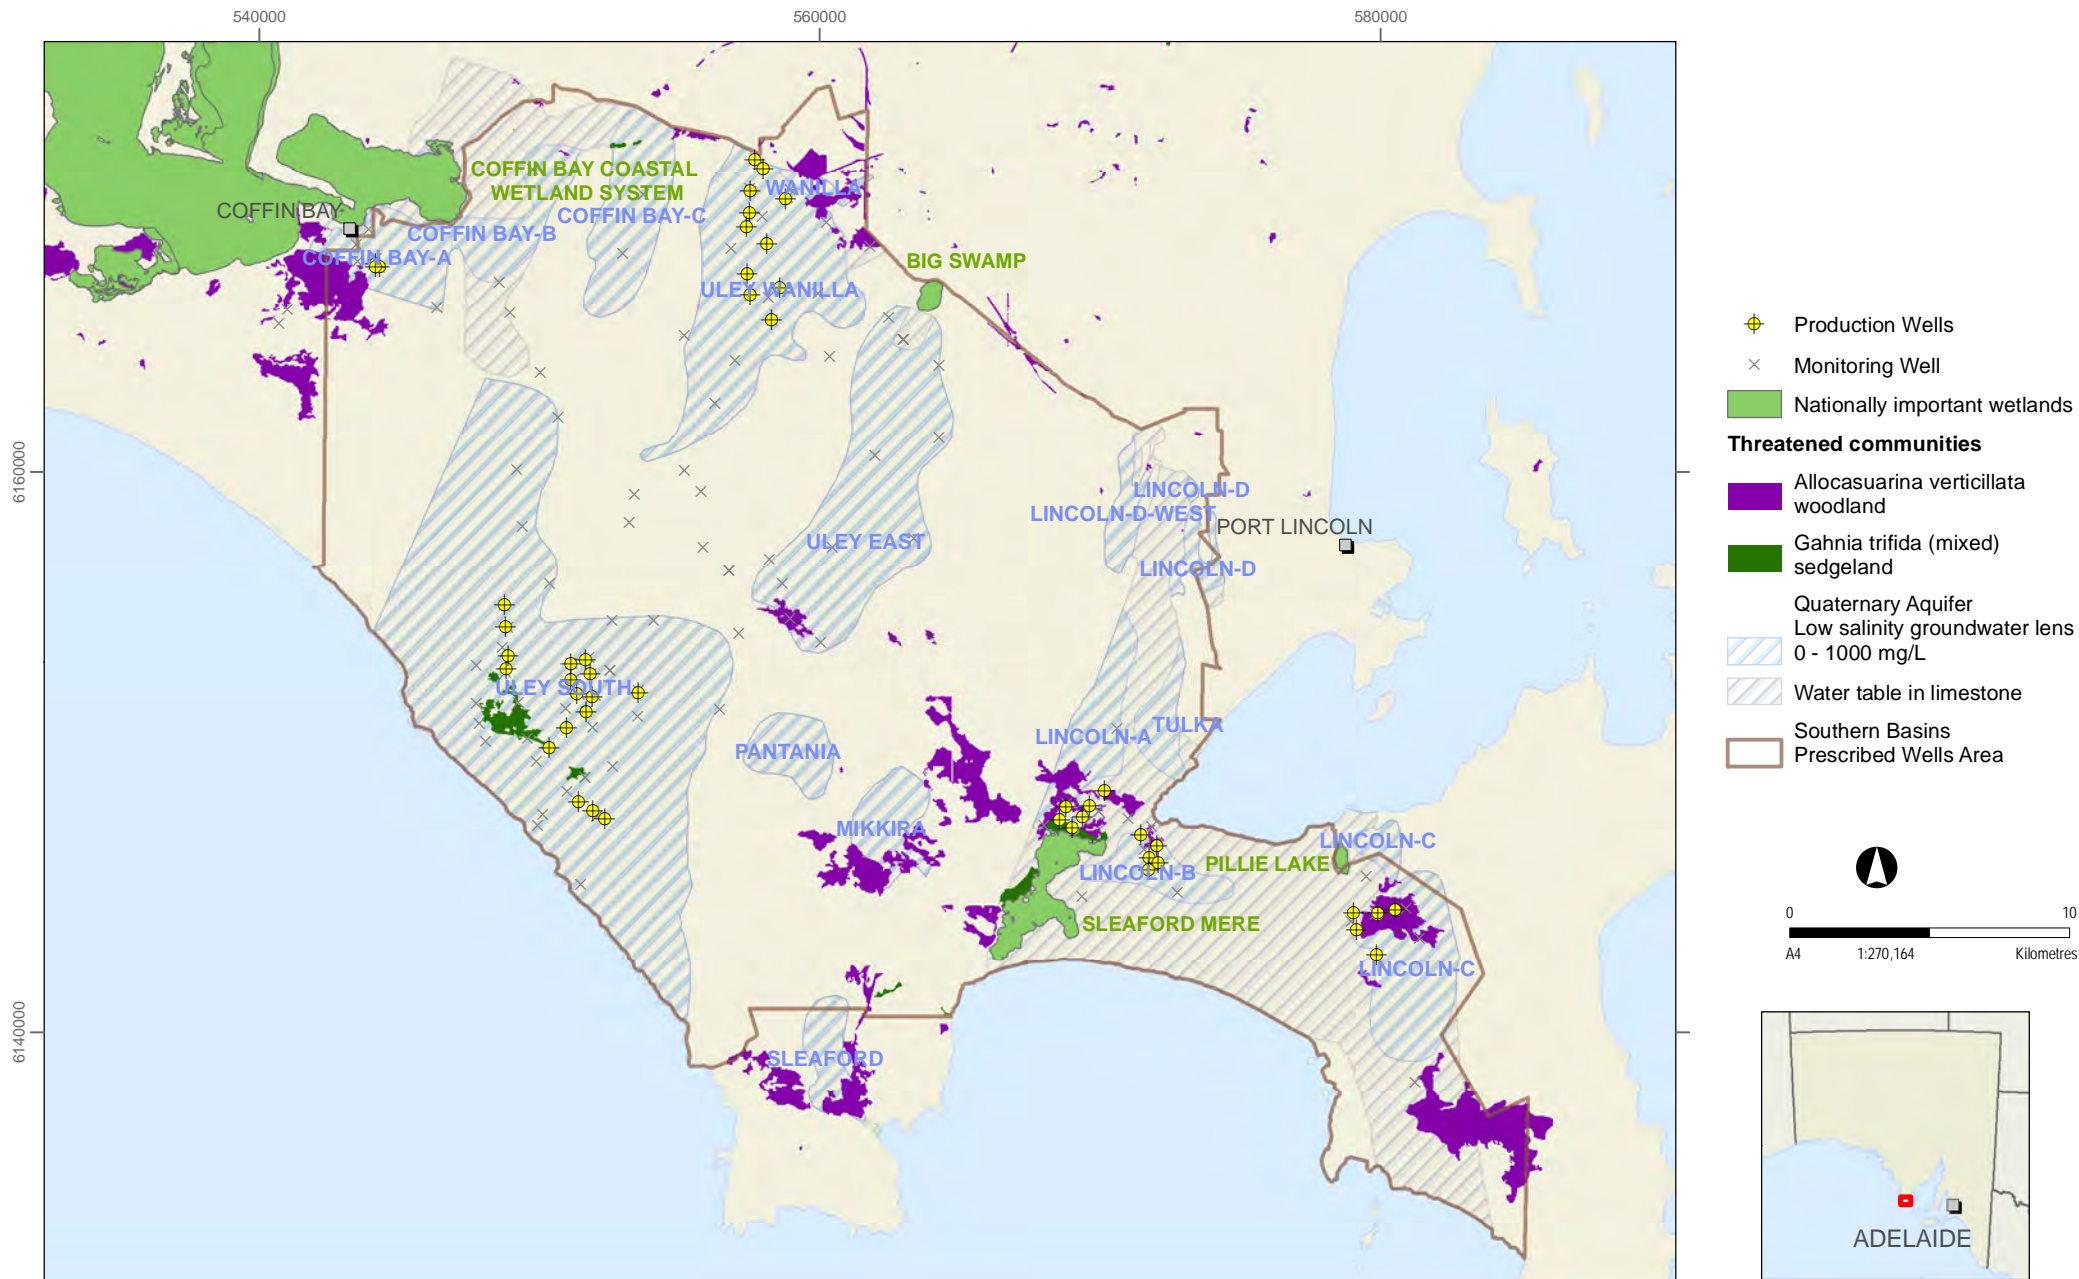 540000
560000
580000
6160000
6140000
COFFIN BAY COASTAL
WETLAND SYSTEM
WANILLA
COFFIN BAY
COFFIN BAY-C
COFFIN BAY-B
COFFIN BAY-A
BIG SWAMP
ULEY WANILLA
LINCOLN-D
LINCOLN-D-WEST
PORT LINCOLN
ULEY EAST
LINCOLN-D
ULEY SOUTH
TULKA
LINCOLN-A
PANTANIA
MIKKIRA
LINCOLN-C
PILLIE LAKE
LINCOLN-B
SLEAFORD MERE
LINCOLN-C
SLEAFORD
Production Wells
Monitoring Well
Nationally important wetlands
Threatened communities
Allocasuarina verticillata
woodland
Gahnia trifida (mixed)
sedgeland
Quaternary Aquifer
Low salinity groundwater lens
0 - 1000 mg/L
Water table in limestone
Southern Basins
Prescribed Wells Area
0 10
A4 1:270,164 Kilometres
ADELAIDE